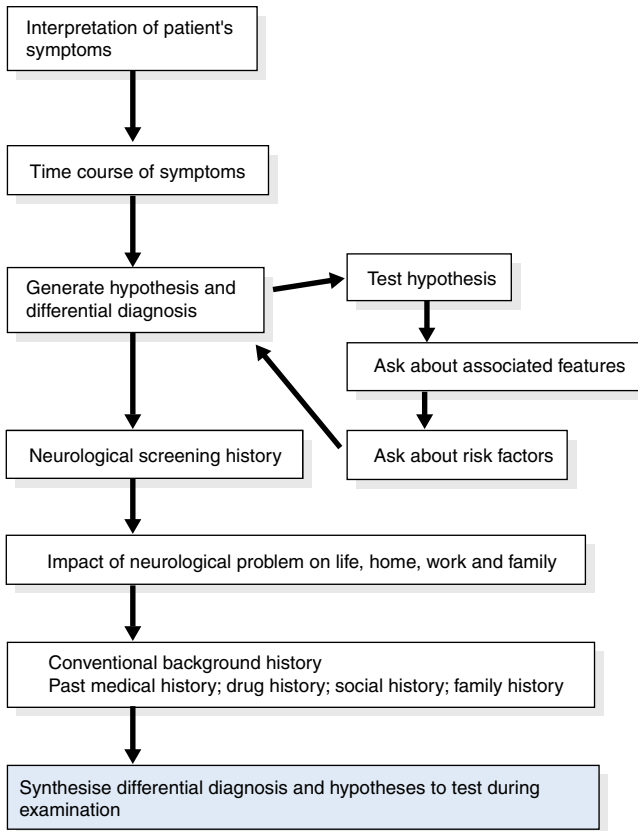 Interpretation of patient's
symptoms
Time course of symptoms
Generate hypothesis and
differential diagnosis
Test hypothesis
Ask about associated features
Ask about risk factors
Neurological screening history
Impact of neurological problem on life, home, work and family
Conventional background history
Past medical history; drug history; social history; family history
Synthesise differential diagnosis and hypotheses to test during
examination